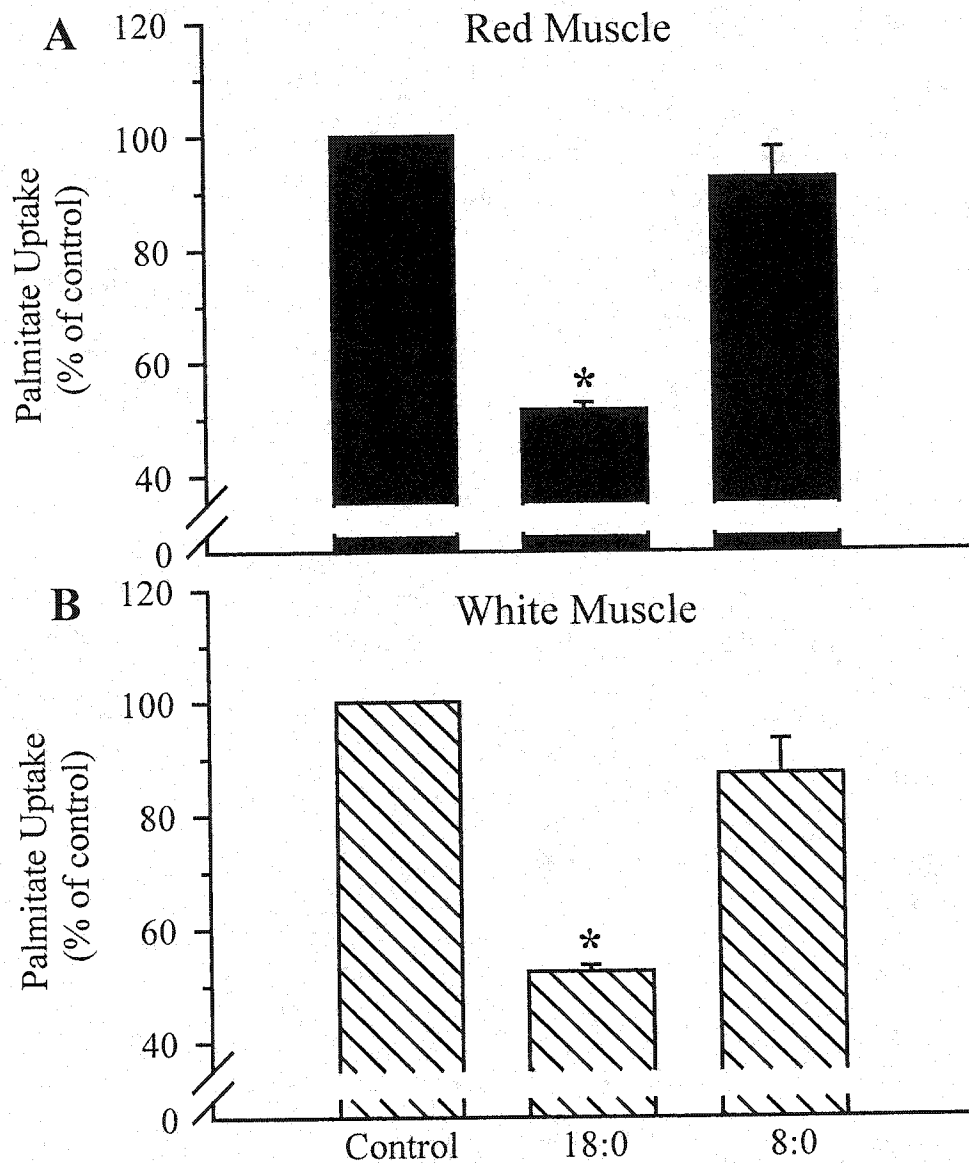 A
Red Muscle
Palmitate Uptake
(% of control)
120
100
80
60
40
0
*
B
White Muscle
Palmitate Uptake
(% of control)
120
100
80
60
40
0
*
Control 18:0 8:0